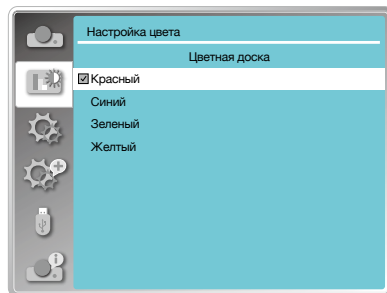 Настройка цвета
Цветная доска
Красный
Синий
Зеленый
Желтый